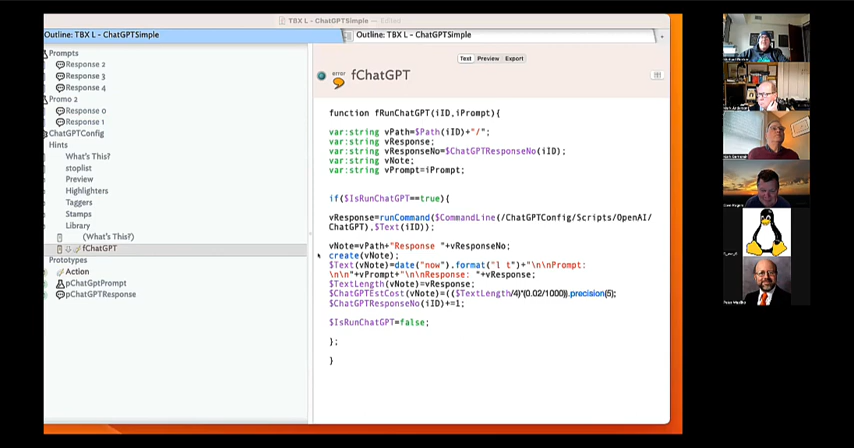 TBX L - ChatGPTSimple — Edited
Outline: TBX L - ChatGPTSimple
Outline: TBX L - ChatGPTSimple
Prompts
Response 2
Response 3
Response 4
Promo 2
Response 0
Response 1
ChatGPTConfig
Hints
What's This?
stoplist
Preview
Highlighters
Taggers
Stamps
Library
(What's This?)
fChatGPT
Prototypes
Action
pChatGptPrompt
pChatGPTResponse
Text Preview Export
error
fChatGPT
function fRunChatGPT(iID,iPrompt){
var:string vPath=$Path(iID)+"/";
var:string vResponse;
var:string vResponseNo=$ChatGPTResponseNo(iID);
var:string vNote;
var:string vPrompt=iPrompt;
if($IsRunChatGPT==true){
vResponse=runCommand($CommandLine(/ChatGPTConfig/Scripts/OpenAI/
ChatGPT),$Text(iID));
vNote=vPath+"Response "+vResponseNo;
create(vNote);
$Text(vNote)=date("now").format("l t")+"\n\nPrompt:
\n\n"+vPrompt+"\n\nResponse: "+vResponse;
$TextLength(vNote)=vResponse;
$ChatGPTEstCost(vNote)=(($TextLength/4)*(0.02/1000)).precision(5);
$ChatGPTResponseNo(iID)+=1;
$IsRunChatGPT=false;
};
}